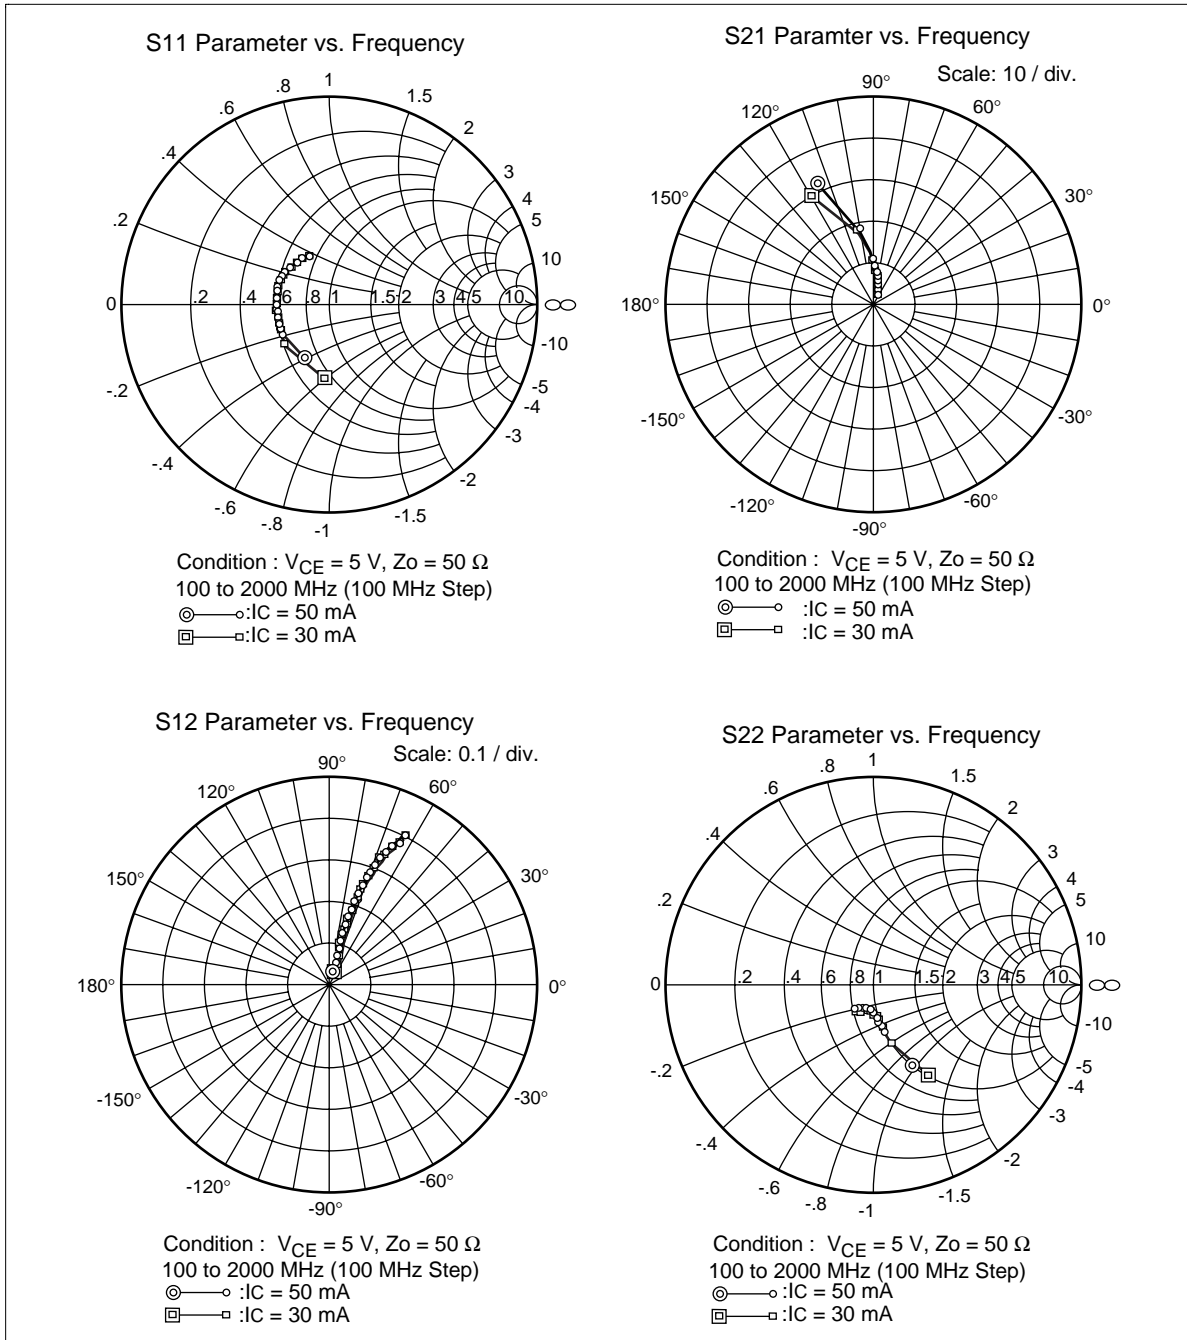 S11 Parameter vs. Frequency
1
.8
1.5
.6
2
.4
3
4
.2
5
10
0 .2 .4 .6 .8 1 1.5 2 3 4 5 10 ∞
-10
-.2
-5
-4
-.4
-3
-.6
-2
-.8
-1.5
-1
Condition : VCE = 5 V, Zo = 50 Ω
100 to 2000 MHz (100 MHz Step)
:IC = 50 mA
:IC = 30 mA
S21 Paramter vs. Frequency
Scale: 10 / div.
90°
120°
60°
150°
30°
180°
0°
-150°
-30°
-120°
-60°
-90°
Condition : VCE = 5 V, Zo = 50 Ω
100 to 2000 MHz (100 MHz Step)
:IC = 50 mA
:IC = 30 mA
S12 Parameter vs. Frequency
Scale: 0.1 / div.
90°
120°
60°
150°
30°
180°
0°
-150°
-30°
-120°
-60°
-90°
Condition : VCE = 5 V, Zo = 50 Ω
100 to 2000 MHz (100 MHz Step)
:IC = 50 mA
:IC = 30 mA
S22 Parameter vs. Frequency
1
.8
1.5
.6
2
.4
3
4
.2
5
10
0 .2 .4 .6 .8 1 1.5 2 3 4 5 10 ∞
-10
-.2
-5
-4
-.4
-3
-.6
-2
-.8
-1.5
-1
Condition : VCE = 5 V, Zo = 50 Ω
100 to 2000 MHz (100 MHz Step)
:IC = 50 mA
:IC = 30 mA